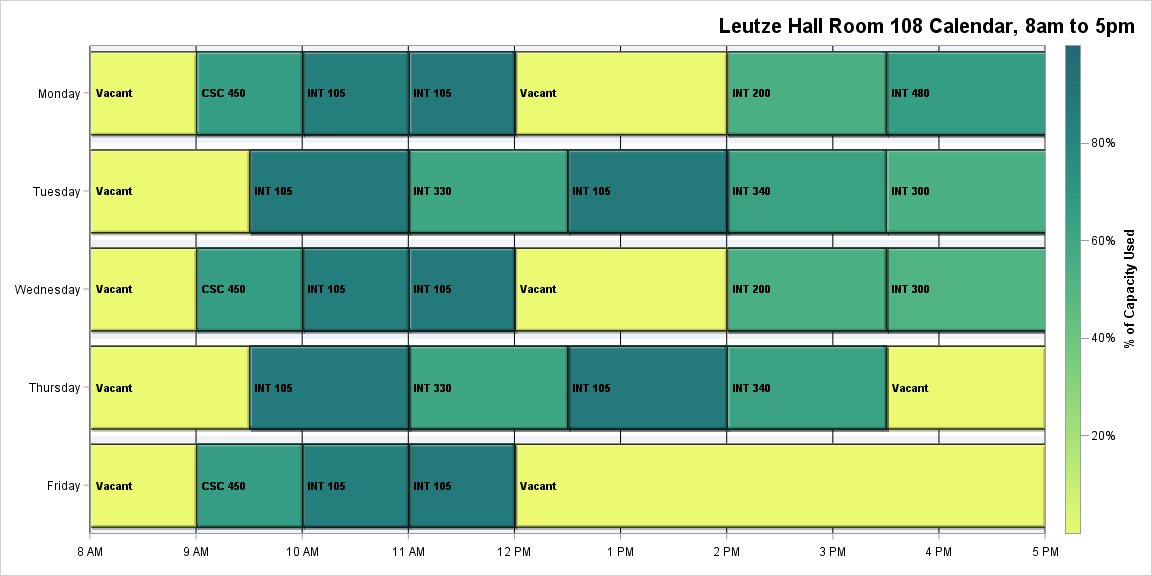 Leutze Hall Room 108 Calendar, 8am to 5pm
Monday
Vacant
CSC 450
INT 105
INT 105
Vacant
INT 200
INT 480
Tuesday
Vacant
INT 105
INT 330
INT 105
INT 340
INT 300
Wednesday
Vacant
CSC 450
INT 105
INT 105
Vacant
INT 200
INT 300
Thursday
Vacant
INT 105
INT 330
INT 105
INT 340
Vacant
Friday
Vacant
CSC 450
INT 105
INT 105
Vacant
8 AM
9 AM
10 AM
11 AM
12 PM
1 PM
2 PM
3 PM
4 PM
5 PM
80%
60%
40%
20%
% of Capacity Used